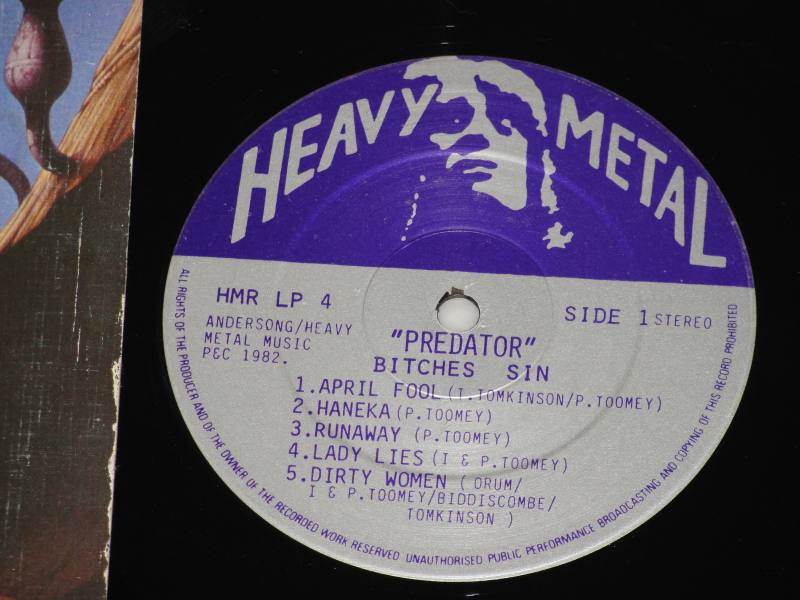 HEAVY METAL
HMR LP 4
SIDE 1 STEREO
ANDERSONG/HEAVY
METAL MUSIC
P&C 1982.
"PREDATOR"
BITCHES SIN
1.APRIL FOOL (I.TOMKINSON/P.TOOMEY)
2.HANEKA (P.TOOMEY)
3.RUNAWAY (P.TOOMEY)
4.LADY LIES (I & P.TOOMEY)
5.DIRTY WOMEN ( ORUM/
I & P.TOOMEY/BIDDISCOMBE/
TOMKINSON )
ALL RIGHTS OF THE PRODUCER AND OF THE OWNER OF THE RECORDED WORK RESERVED UNAUTHORISED PUBLIC PERFORMANCE BROADCASTING AND COPYING OF THIS RECORD PROHIBITED